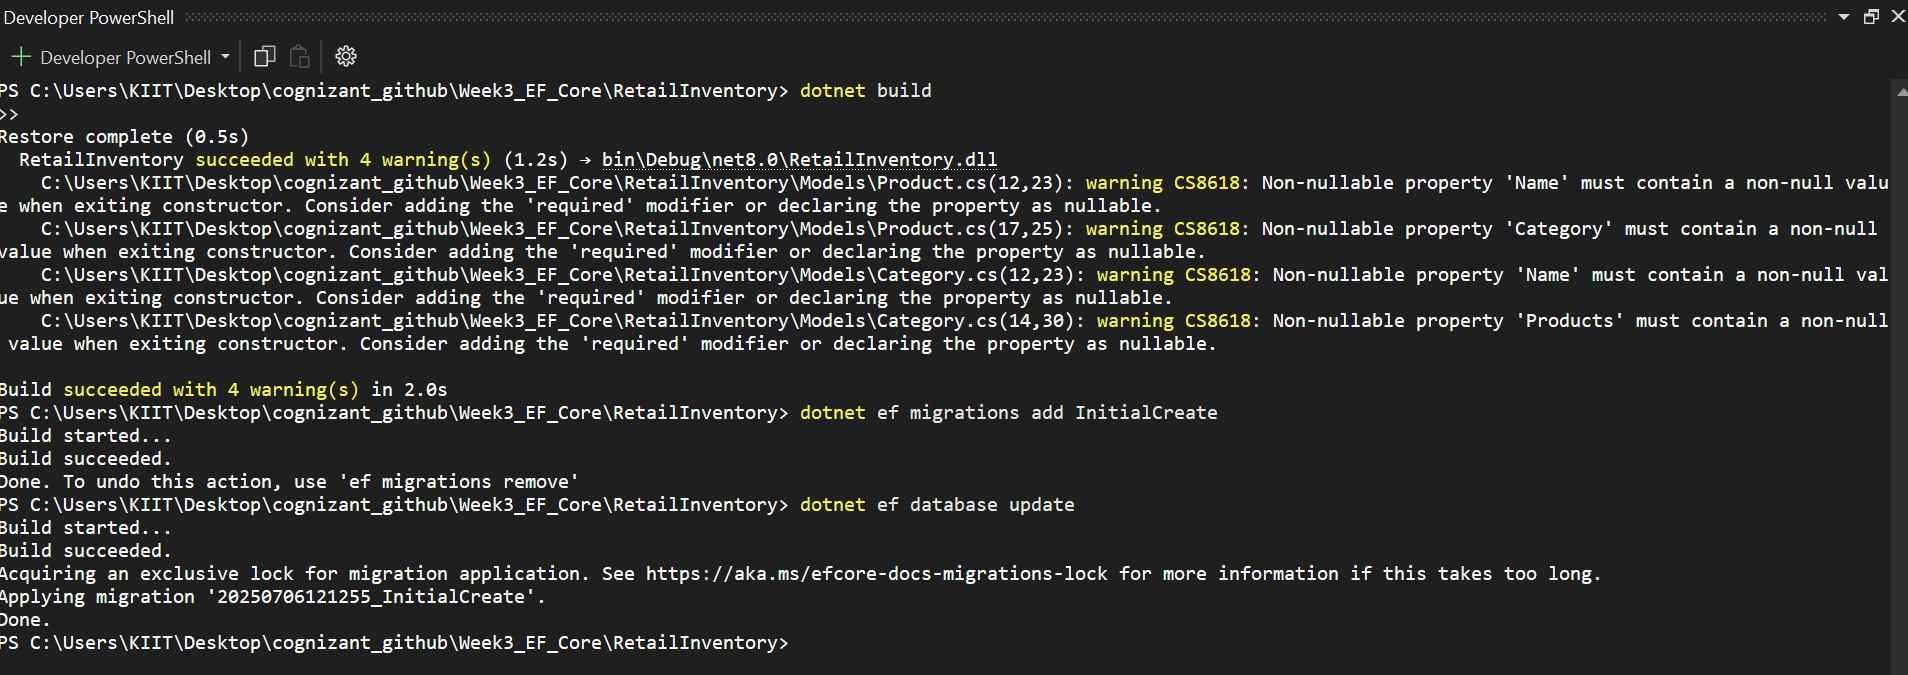 Developer PowerShell
Developer PowerShell
PS C:\Users\KIIT\Desktop\cognizant_github\Week3_EF_Core\RetailInventory> dotnet build
>>
Restore complete (0.5s)
  RetailInventory succeeded with 4 warning(s) (1.2s) → bin\Debug\net8.0\RetailInventory.dll
    C:\Users\KIIT\Desktop\cognizant_github\Week3_EF_Core\RetailInventory\Models\Product.cs(12,23): warning CS8618: Non-nullable property 'Name' must contain a non-null valu
e when exiting constructor. Consider adding the 'required' modifier or declaring the property as nullable.
    C:\Users\KIIT\Desktop\cognizant_github\Week3_EF_Core\RetailInventory\Models\Product.cs(17,25): warning CS8618: Non-nullable property 'Category' must contain a non-null
value when exiting constructor. Consider adding the 'required' modifier or declaring the property as nullable.
    C:\Users\KIIT\Desktop\cognizant_github\Week3_EF_Core\RetailInventory\Models\Category.cs(12,23): warning CS8618: Non-nullable property 'Name' must contain a non-null val
ue when exiting constructor. Consider adding the 'required' modifier or declaring the property as nullable.
    C:\Users\KIIT\Desktop\cognizant_github\Week3_EF_Core\RetailInventory\Models\Category.cs(14,30): warning CS8618: Non-nullable property 'Products' must contain a non-null
 value when exiting constructor. Consider adding the 'required' modifier or declaring the property as nullable.
Build succeeded with 4 warning(s) in 2.0s
PS C:\Users\KIIT\Desktop\cognizant_github\Week3_EF_Core\RetailInventory> dotnet ef migrations add InitialCreate
Build started...
Build succeeded.
Done. To undo this action, use 'ef migrations remove'
PS C:\Users\KIIT\Desktop\cognizant_github\Week3_EF_Core\RetailInventory> dotnet ef database update
Build started...
Build succeeded.
Acquiring an exclusive lock for migration application. See https://aka.ms/efcore-docs-migrations-lock for more information if this takes too long.
Applying migration '20250706121255_InitialCreate'.
Done.
PS C:\Users\KIIT\Desktop\cognizant_github\Week3_EF_Core\RetailInventory>